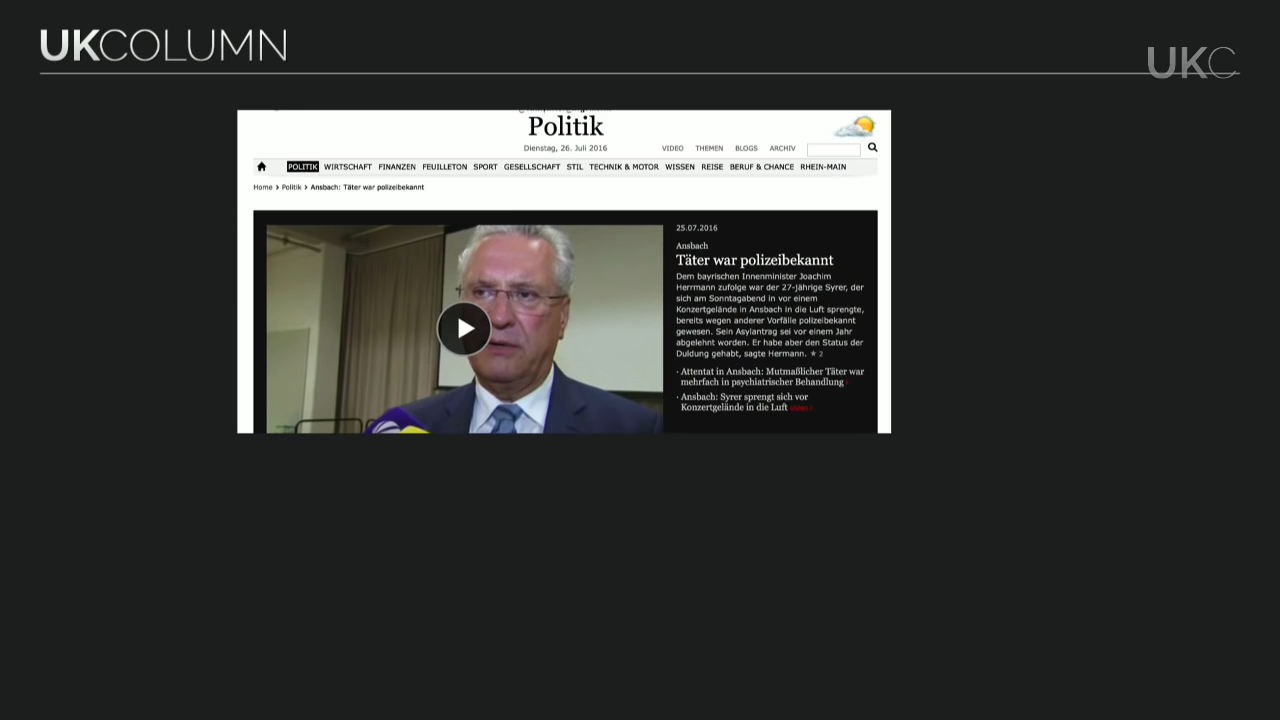 UKCOLUMN
UKC
Politik
Dienstag, 26. Juli 2016
VIDEO THEMEN BLOGS ARCHIV
POLITIK WIRTSCHAFT FINANZEN FEUILLETON SPORT GESELLSCHAFT STIL TECHNIK & MOTOR WISSEN REISE BERUF & CHANCE RHEIN-MAIN
Home > Politik > Ansbach: Täter war polizeibekannt
25.07.2016
Ansbach
Täter war polizeibekannt
Dem bayrischen Innenminister Joachim
Herrmann zufolge war der 27-jährige Syrer, der
sich am Sonntagabend in vor einem
Konzertgelände in Ansbach in die Luft sprengte,
bereits wegen anderer Vorfälle polizeibekannt
gewesen. Sein Asylantrag sei vor einem Jahr
abgelehnt worden. Er habe aber den Status der
Duldung gehabt, sagte Hermann. ★ 2
· Attentat in Ansbach: Mutmaßlicher Täter war
mehrfach in psychiatrischer Behandlung
· Ansbach: Syrer sprengt sich vor
Konzertgelände in die Luft